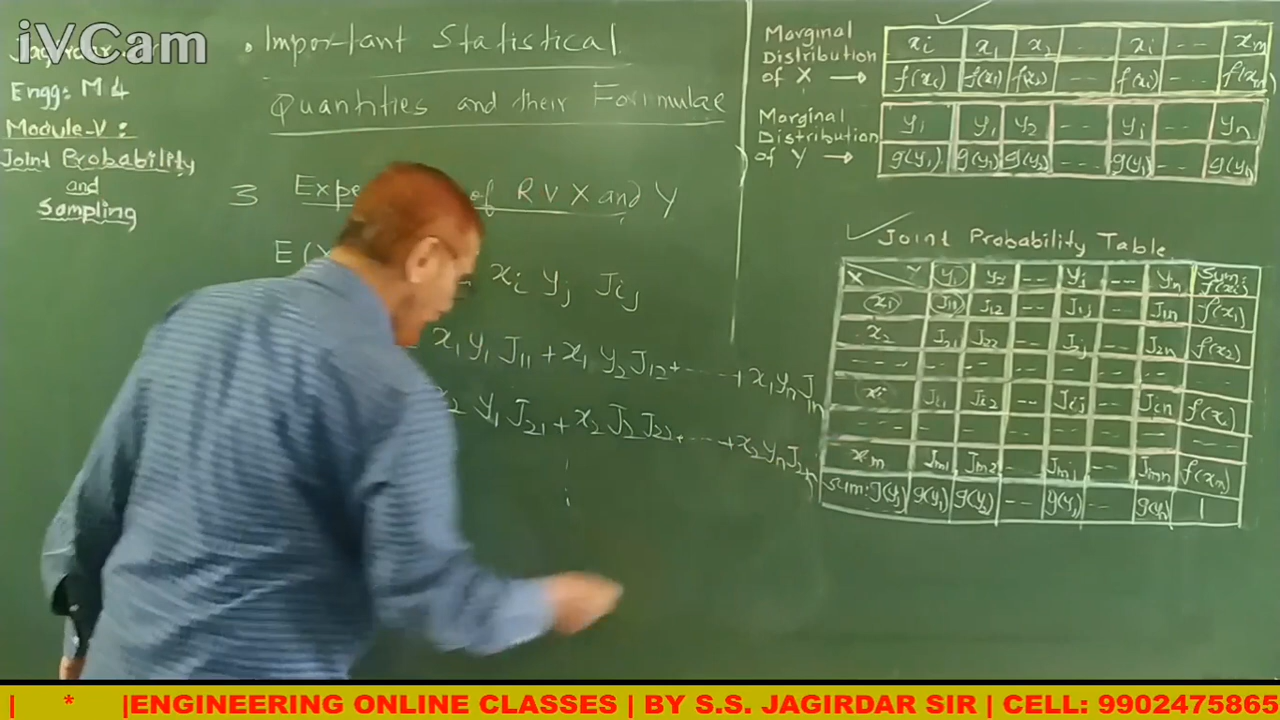 iVCam
Jagirdar
Engg: M4
Module-V:
Joint Probability
and
Sampling
. Important Statistical
Quantities and their Formulae
3 of RV X and Y
E(X
xi yj Jij
x1 y1 J11 + x1 y2 J12 + ---- + x1 yn J1n
x2 y1 J21 + x2 J2 J22 + --- + x2 yn J2n
Marginal
Distribution
of X →
xi x1 x2 -- xi -- xm
f(xi) f(x1) f(x2) -- f(xi) --- f(xm)
Marginal
Distribution
of Y →
y1 y1 y2 -- yj -- yn
g(y1) g(y1) g(y2) -- g(yj) -- g(yn)
✓ Joint Probability Table
X Y y1 y2 -- yj -- yn Sum: f(xi)
x1 J11 J12 -- J1j -- J1n f(x1)
x2 J21 J22 -- J2j -- J2n f(x2)
xi Ji1 Ji2 -- Jij -- Jin f(xi)
xm Jm1 Jm2 -- Jmj -- Jmn f(xm)
Sum: g(yj) g(y1) g(y2) -- g(yj) -- g(yn) 1
| * |ENGINEERING ONLINE CLASSES | BY S.S. JAGIRDAR SIR | CELL: 9902475865